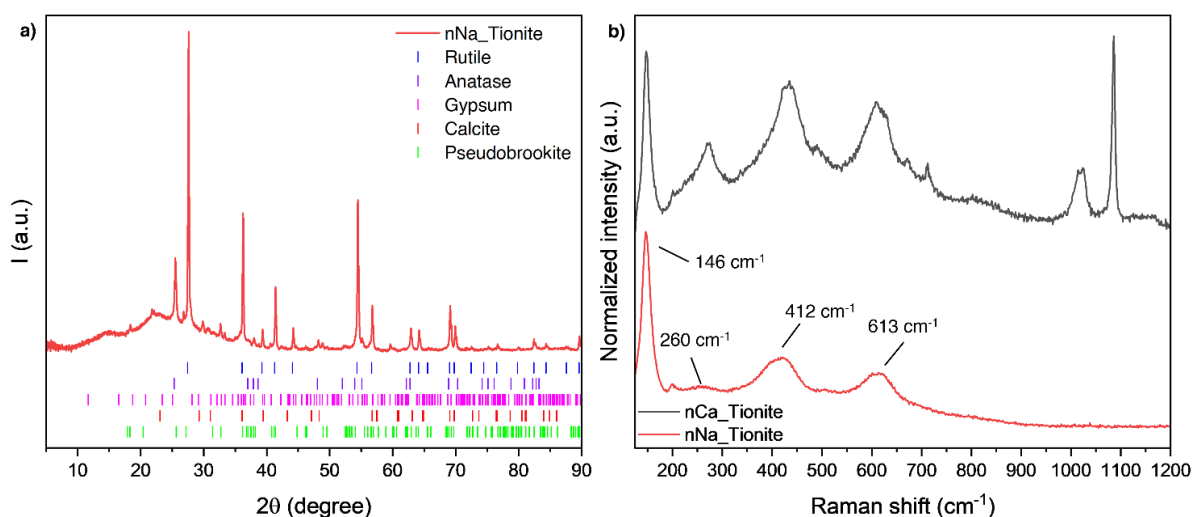 a)
nNa_Tionite
Rutile
Anatase
Gypsum
Calcite
Pseudobrookite
I (a.u.)
10 20 30 40 50 60 70 80 90
2θ (degree)
b)
Normalized intensity (a.u.)
146 cm⁻¹
260 cm⁻¹
412 cm⁻¹
613 cm⁻¹
nCa_Tionite
nNa_Tionite
200 300 400 500 600 700 800 900 1000 1100 1200
Raman shift (cm⁻¹)